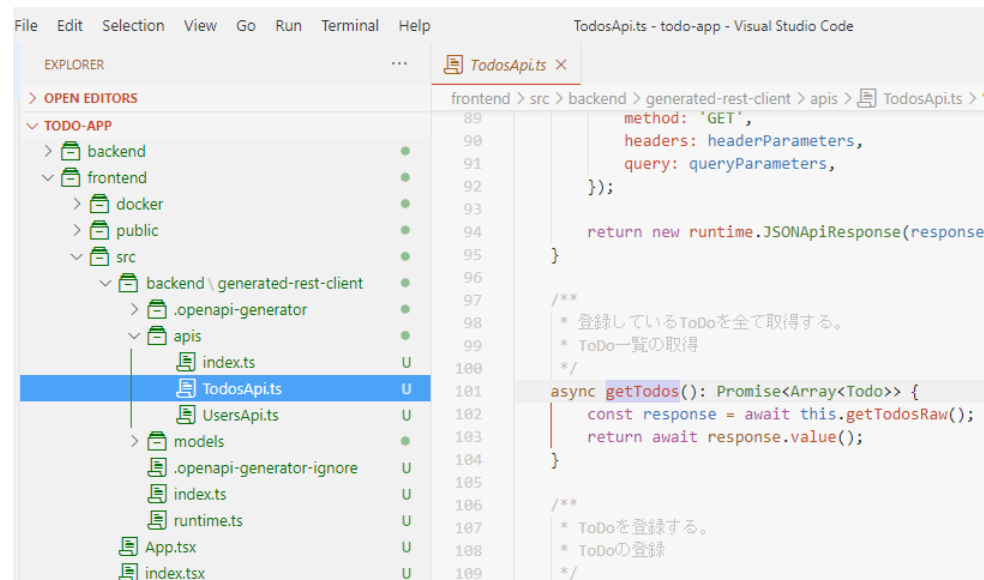 File Edit Selection View Go Run Terminal Help TodosApi.ts - todo-app - Visual Studio Code
EXPLORER ...
OPEN EDITORS
TODO-APP
backend
frontend
docker
public
src
backend \ generated-rest-client
.openapi-generator
apis
index.ts U
TodosApi.ts U
UsersApi.ts U
models
.openapi-generator-ignore U
index.ts U
runtime.ts U
App.tsx U
index.tsx U
TodosApi.ts ×
frontend > src > backend > generated-rest-client > apis > TodosApi.ts >
89 method: 'GET',
90 headers: headerParameters,
91 query: queryParameters,
92 });
93
94 return new runtime.JSONApiResponse(response
95 }
96
97 /**
98 * 登録しているToDoを全て取得する。
99 * ToDo一覧の取得
100 */
101 async getTodos(): Promise<Array<Todo>> {
102 const response = await this.getTodosRaw();
103 return await response.value();
104 }
105
106 /**
107 * ToDoを登録する。
108 * ToDoの登録
109 */